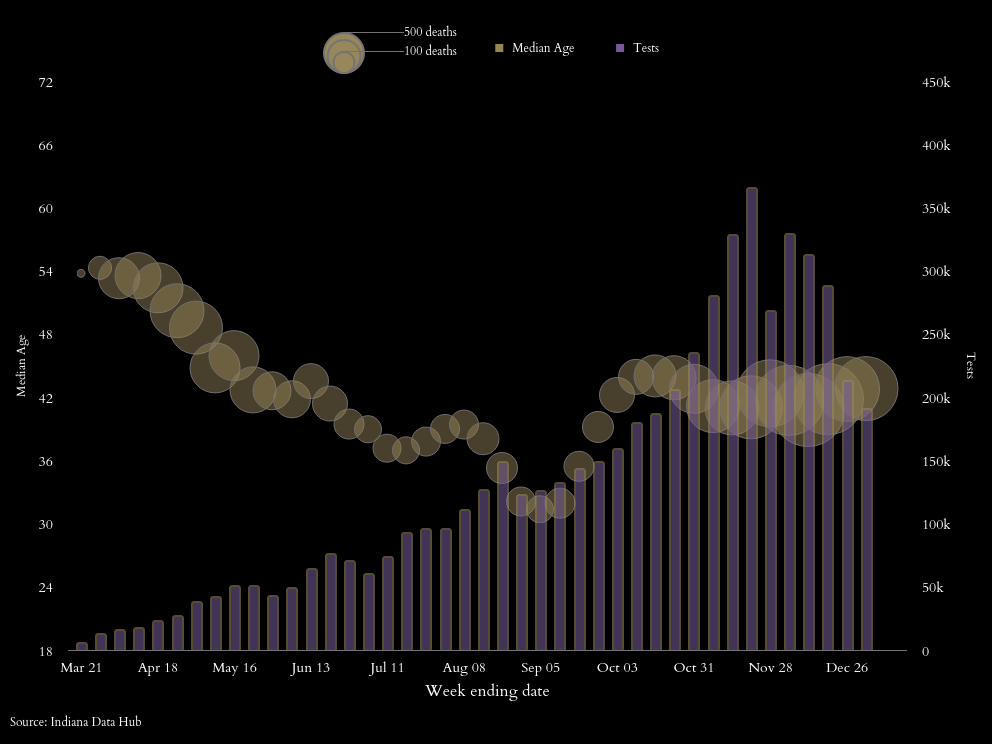 500 deaths
100 deaths
Median Age
Tests
72
66
60
54
48
42
36
30
24
18
Median Age
450k
400k
350k
300k
250k
200k
150k
100k
50k
0
Tests
Mar 21 Apr 18 May 16 Jun 13 Jul 11 Aug 08 Sep 05 Oct 03 Oct 31 Nov 28 Dec 26
Week ending date
Source: Indiana Data Hub